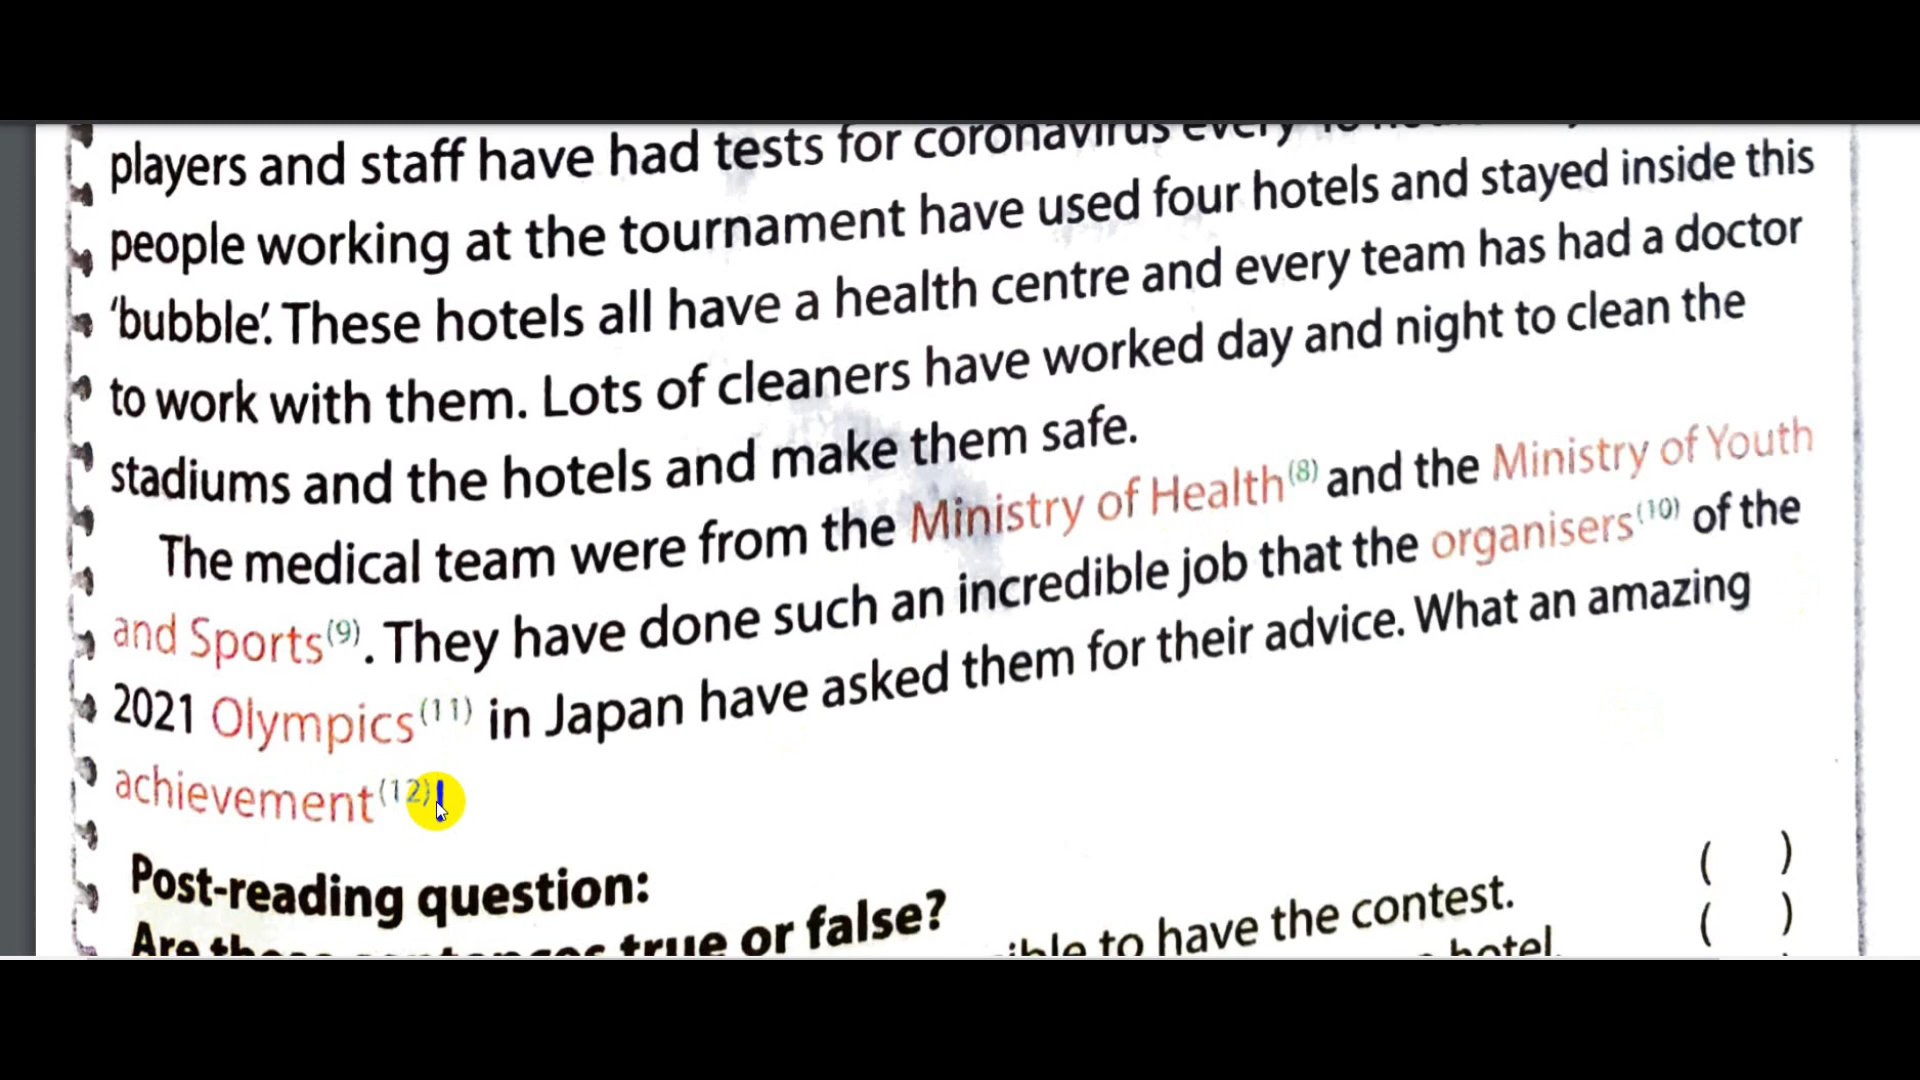 players and staff have had tests for coronavirus every
people working at the tournament have used four hotels and stayed inside this
‘bubble’. These hotels all have a health centre and every team has had a doctor
to work with them. Lots of cleaners have worked day and night to clean the
stadiums and the hotels and make them safe.
The medical team were from the Ministry of Health(8) and the Ministry of Youth
and Sports(9). They have done such an incredible job that the organisers(10) of the
2021 Olympics(11) in Japan have asked them for their advice. What an amazing
achievement(12)!
Post-reading question:
Are these sentences true or false?
to have the contest. ( )
hotel. ( )